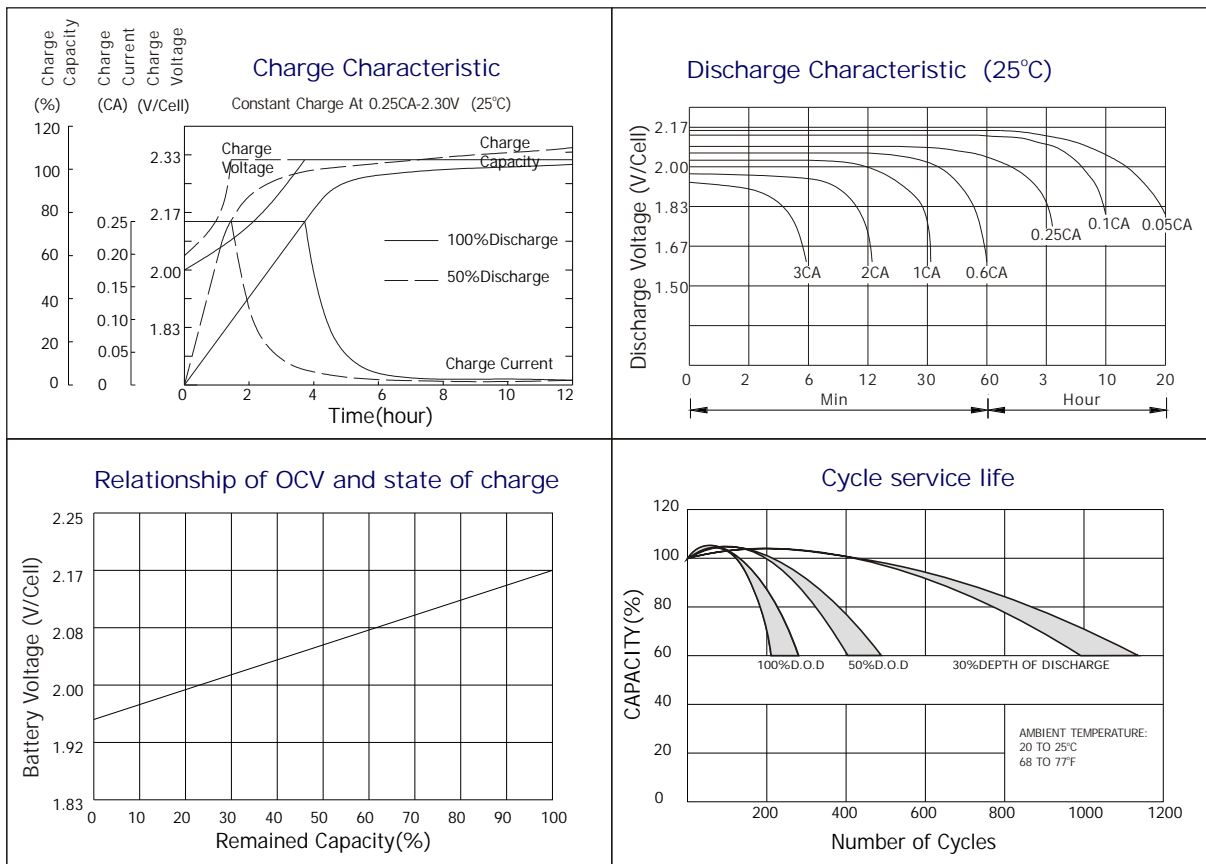 Charge Capacity
Charge Current
Charge Voltage
(%)
(CA)
(V/Cell)
Charge Characteristic
Constant Charge At 0.25CA-2.30V (25°C)
120
100
80
60
40
20
0
0.25
0.20
0.15
0.10
0.05
0
2.33
2.17
2.00
1.83
Charge
Voltage
Charge
Capacity
100%Discharge
50%Discharge
Charge Current
0 2 4 6 8 10 12
Time(hour)
Discharge Characteristic (25°C)
Discharge Voltage (V/Cell)
2.17
2.00
1.83
1.67
1.50
3CA 2CA 1CA 0.6CA 0.25CA 0.1CA 0.05CA
0 2 6 12 30 60 3 10 20
Min Hour
Relationship of OCV and state of charge
Battery Voltage (V/Cell)
2.25
2.17
2.08
2.00
1.92
1.83
0 10 20 30 40 50 60 70 80 90 100
Remained Capacity(%)
Cycle service life
CAPACITY(%)
120
100
80
60
40
20
0
100%D.O.D 50%D.O.D 30%DEPTH OF DISCHARGE
AMBIENT TEMPERATURE:
20 TO 25°C
68 TO 77°F
200 400 600 800 1000 1200
Number of Cycles